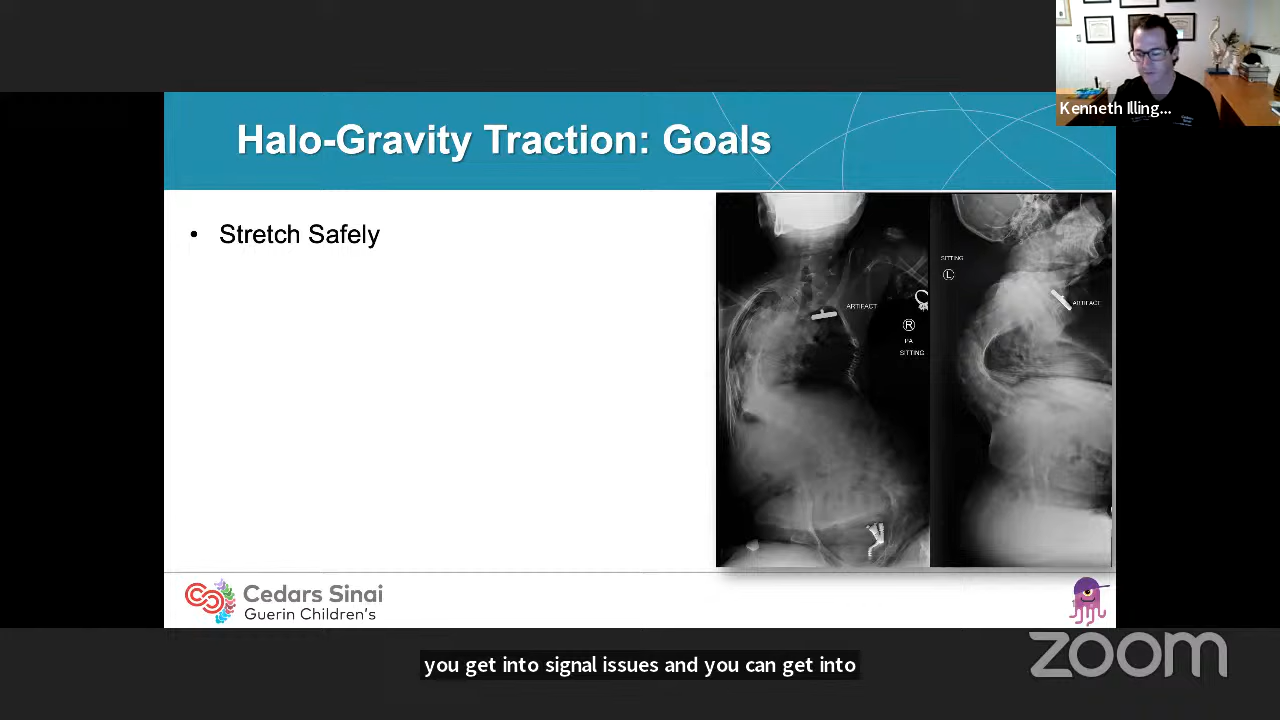 Kenneth Illing...
Halo-Gravity Traction: Goals
• Stretch Safely
ARTIFACT
R
PA
SITTING
SITTING
L
ARTIFACT
Cedars Sinai
Guerin Children's
you get into signal issues and you can get into
zoom